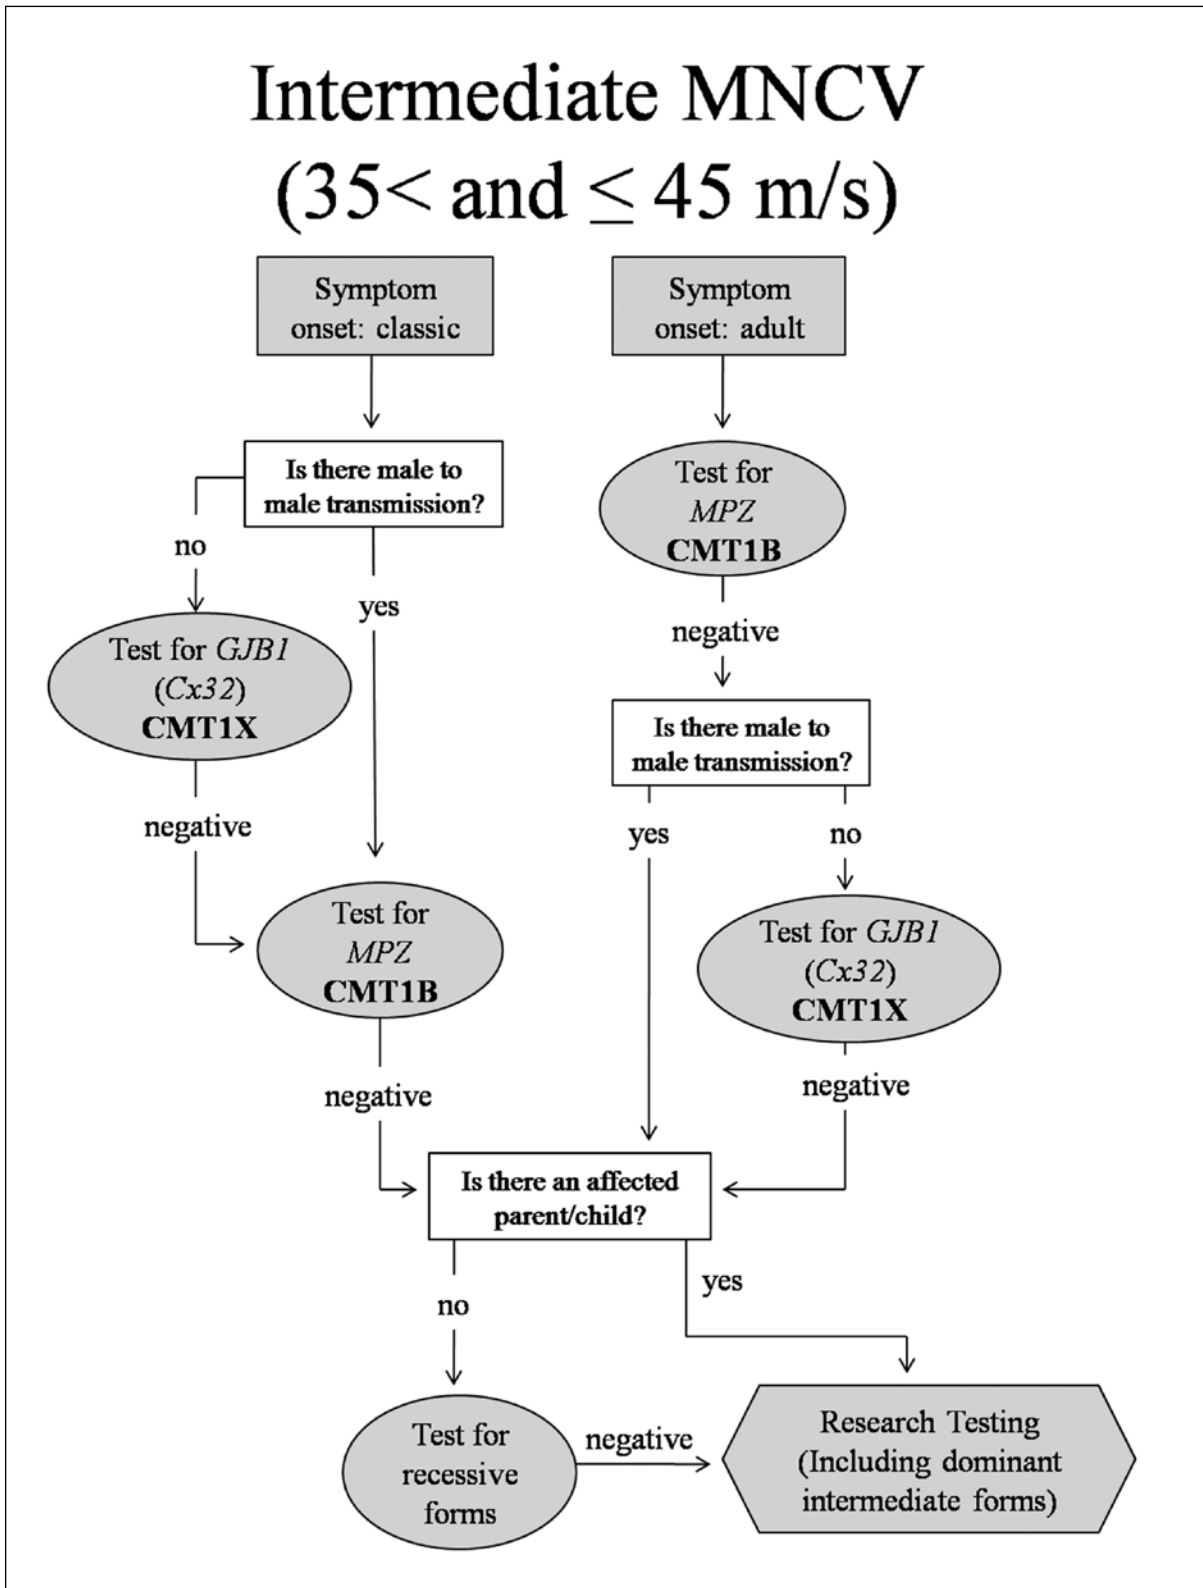 Intermediate MNCV
(35< and ≤ 45 m/s)
Symptom
onset: classic
Symptom
onset: adult
Is there male to
male transmission?
Test for
MPZ
CMT1B
no
yes
negative
Test for GJB1
(Cx32)
CMT1X
Is there male to
male transmission?
negative
yes
no
Test for
MPZ
CMT1B
Test for GJB1
(Cx32)
CMT1X
negative
negative
Is there an affected
parent/child?
no
yes
Test for
recessive
forms
negative
Research Testing
(Including dominant
intermediate forms)